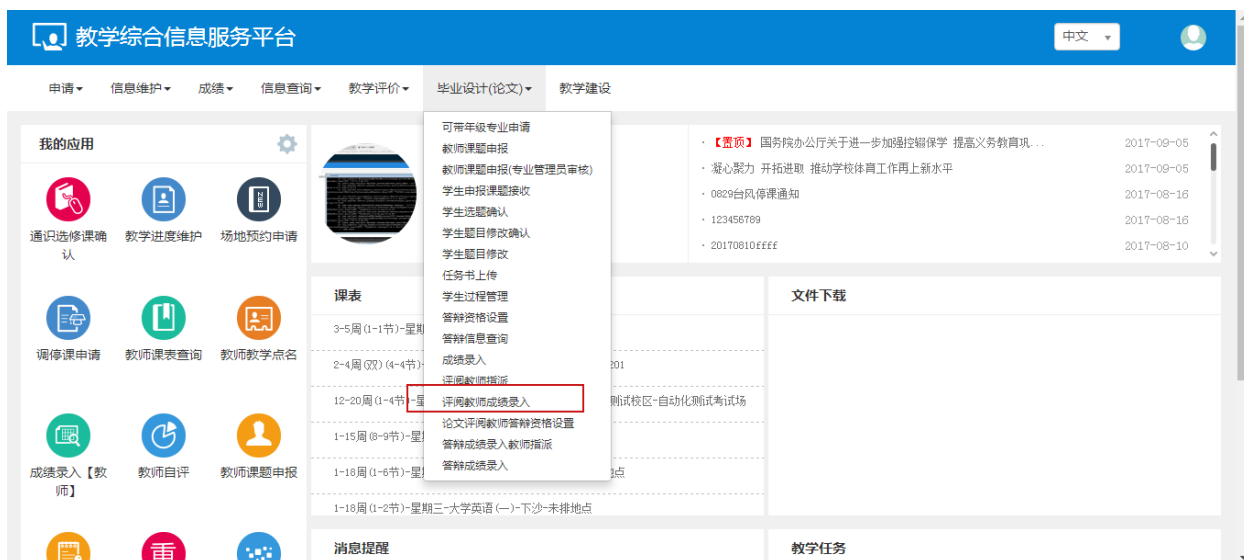 教学综合信息服务平台
中文
申请 信息维护 成绩 信息查询 教学评价 毕业设计(论文) 教学建设
我的应用
通识选修课确认
教学进度维护
场地预约申请
调停课申请
教师课表查询
教师教学点名
成绩录入【教师】
教师自评
教师课题申报
重
可带年级专业申请
教师课题申报
教师课题申报(专业管理员审核)
学生申报课题接收
学生选题确认
学生题目修改确认
学生题目修改
任务书上传
学生过程管理
答辩资格设置
答辩信息查询
成绩录入
评阅教师指派
评阅教师成绩录入
论文评阅教师答辩资格设置
答辩成绩录入教师指派
答辩成绩录入
· 【置顶】 国务院办公厅关于进一步加强控辍保学 提高义务教育巩... 2017-09-05
· 凝心聚力 开拓进取 推动学校体育工作再上新水平 2017-09-05
· 0829台风停课通知 2017-08-16
· 123456789 2017-08-16
· 20170810ffff 2017-08-10
课表
3-5周(1-1节)-星期
2-4周(双)(4-4节)- 201
12-20周(1-4节)-星 测试校区-自动化测试考试场
1-15周(8-9节)-星
1-18周(1-6节)-星 地点
1-18周(1-2节)-星期三-大学英语(一)-下沙-未排地点
文件下载
消息提醒
教学任务